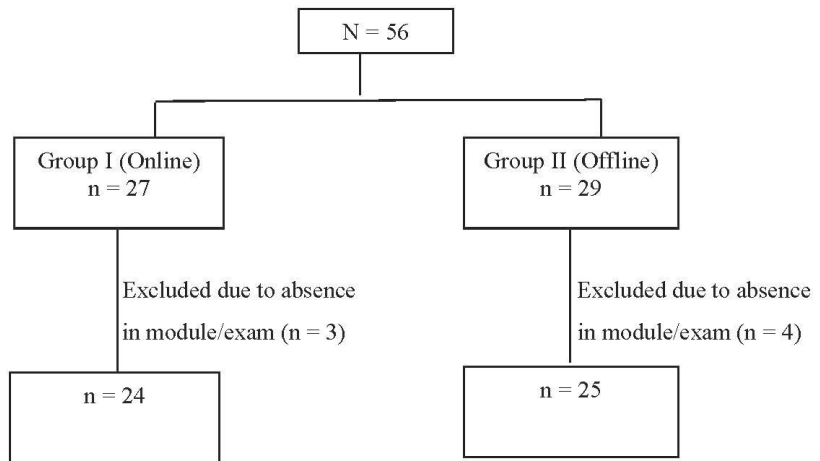 N = 56
Group I (Online)
n = 27
Group II (Offline)
n = 29
Excluded due to absence
in module/exam (n = 3)
Excluded due to absence
in module/exam (n = 4)
n = 24
n = 25